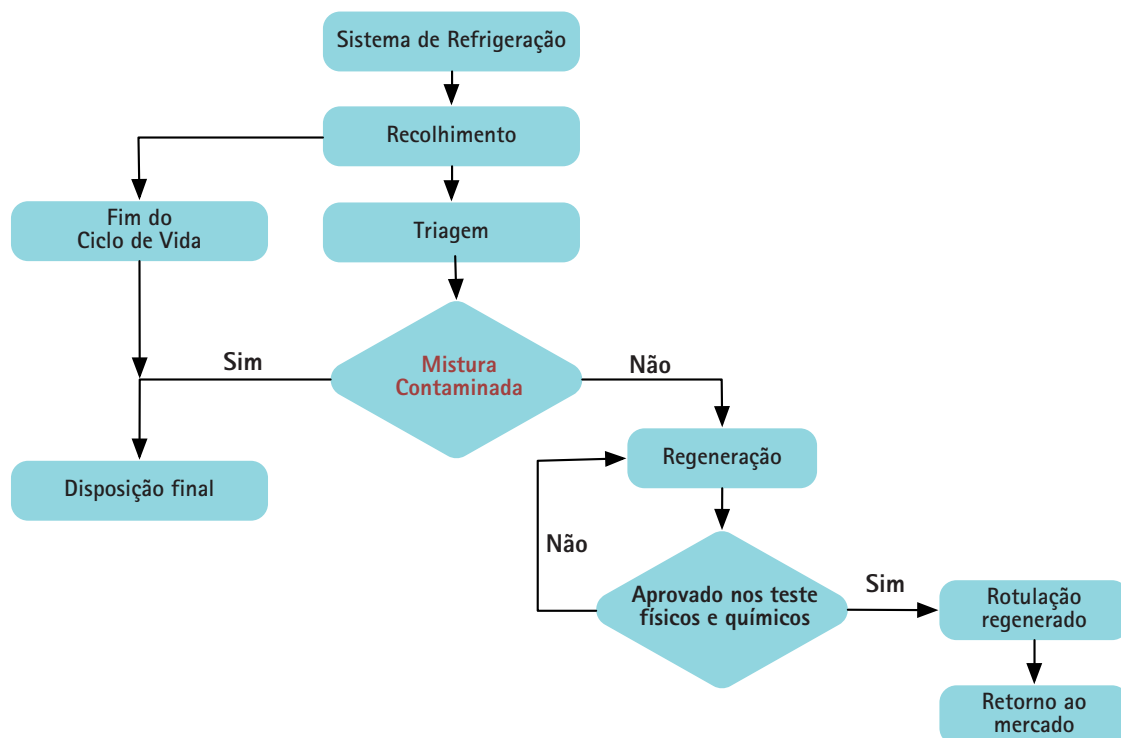 Sistema de Refrigeração
Recolhimento
Fim do
Ciclo de Vida
Triagem
Sim
Mistura
Contaminada
Não
Regeneração
Disposição final
Não
Aprovado nos teste
físicos e químicos
Sim
Rotulação
regenerado
Retorno ao
mercado